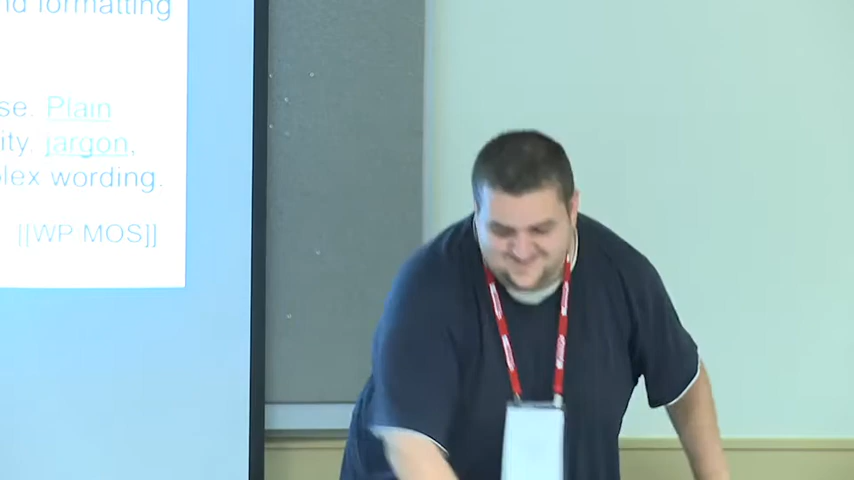 nd formatting
se. Plain
ity, jargon,
lex wording.
[[WP:MOS]]